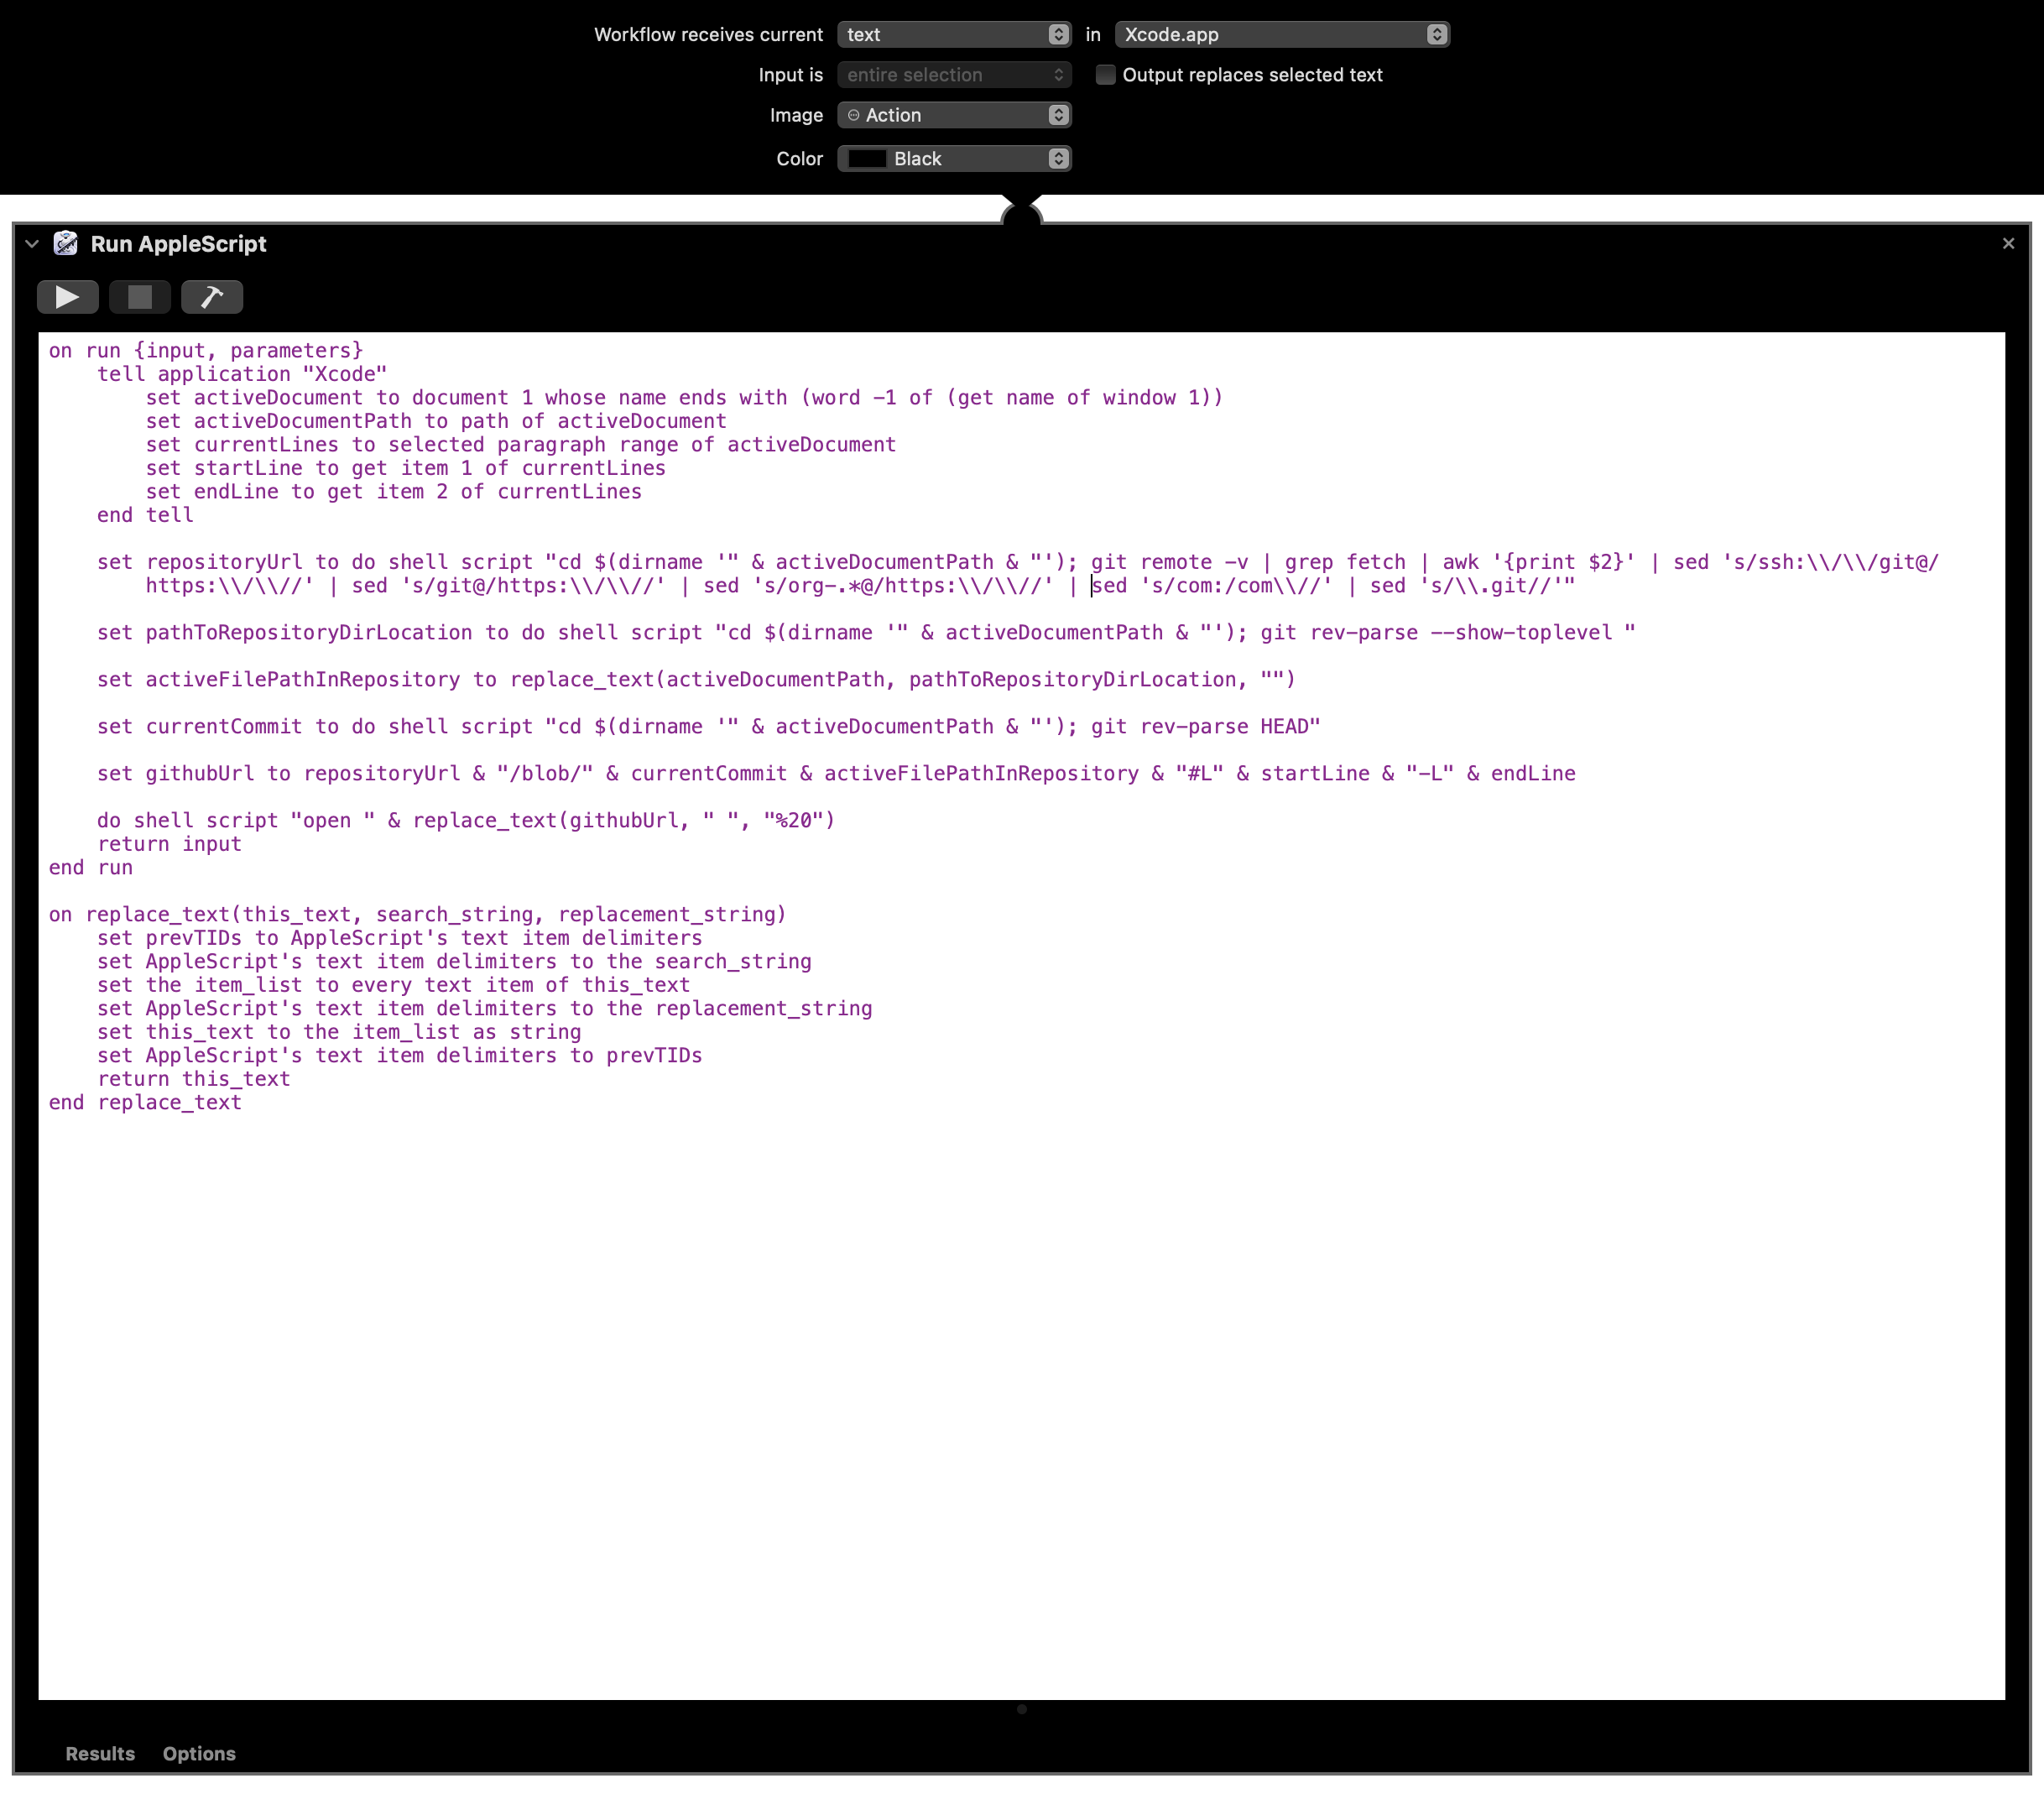 Workflow receives current text in Xcode.app
Input is entire selection Output replaces selected text
Image Action
Color Black
Run AppleScript
on run {input, parameters}
    tell application "Xcode"
        set activeDocument to document 1 whose name ends with (word -1 of (get name of window 1))
        set activeDocumentPath to path of activeDocument
        set currentLines to selected paragraph range of activeDocument
        set startLine to get item 1 of currentLines
        set endLine to get item 2 of currentLines
    end tell
    set repositoryUrl to do shell script "cd $(dirname '" & activeDocumentPath & "'); git remote -v | grep fetch | awk '{print $2}' | sed 's/ssh:\\/\\/git@/
        https:\\/\\//' | sed 's/git@/https:\\/\\//' | sed 's/org-.*@/https:\\/\\//' | sed 's/com:/com\\//' | sed 's/\\.git//'"
    set pathToRepositoryDirLocation to do shell script "cd $(dirname '" & activeDocumentPath & "'); git rev-parse --show-toplevel "
    set activeFilePathInRepository to replace_text(activeDocumentPath, pathToRepositoryDirLocation, "")
    set currentCommit to do shell script "cd $(dirname '" & activeDocumentPath & "'); git rev-parse HEAD"
    set githubUrl to repositoryUrl & "/blob/" & currentCommit & activeFilePathInRepository & "#L" & startLine & "-L" & endLine
    do shell script "open " & replace_text(githubUrl, " ", "%20")
    return input
end run
on replace_text(this_text, search_string, replacement_string)
    set prevTIDs to AppleScript's text item delimiters
    set AppleScript's text item delimiters to the search_string
    set the item_list to every text item of this_text
    set AppleScript's text item delimiters to the replacement_string
    set this_text to the item_list as string
    set AppleScript's text item delimiters to prevTIDs
    return this_text
end replace_text
Results Options